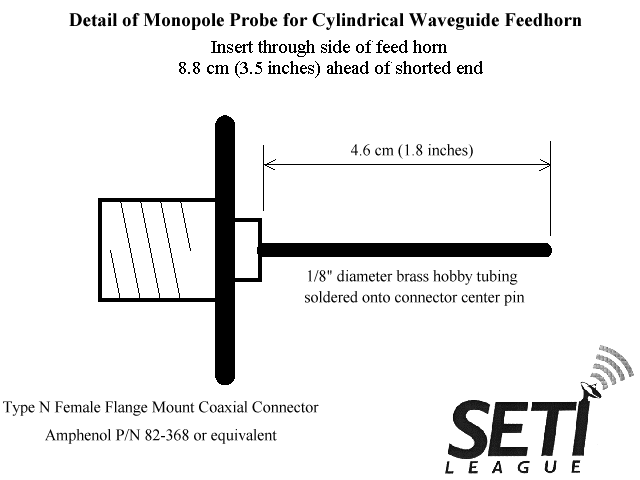 Detail of Monopole Probe for Cylindrical Waveguide Feedhorn
Insert through side of feed horn
8.8 cm (3.5 inches) ahead of shorted end
4.6 cm (1.8 inches)
1/8" diameter brass hobby tubing
soldered onto connector center pin
Type N Female Flange Mount Coaxial Connector
Amphenol P/N 82-368 or equivalent
SETI
LEAGUE